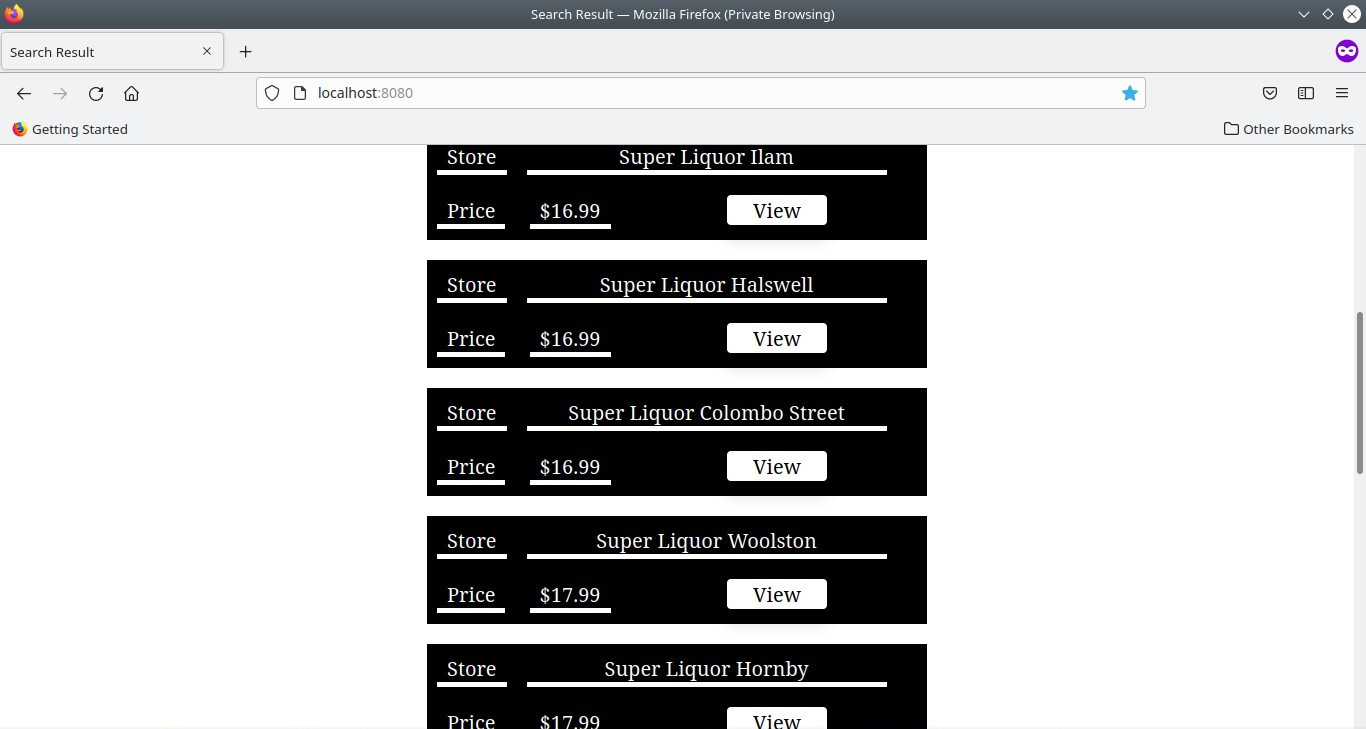 Search Result — Mozilla Firefox (Private Browsing)
Search Result
localhost:8080
Getting Started
Other Bookmarks
Store Super Liquor Ilam
Price $16.99 View
Store Super Liquor Halswell
Price $16.99 View
Store Super Liquor Colombo Street
Price $16.99 View
Store Super Liquor Woolston
Price $17.99 View
Store Super Liquor Hornby
Price $17.99 View